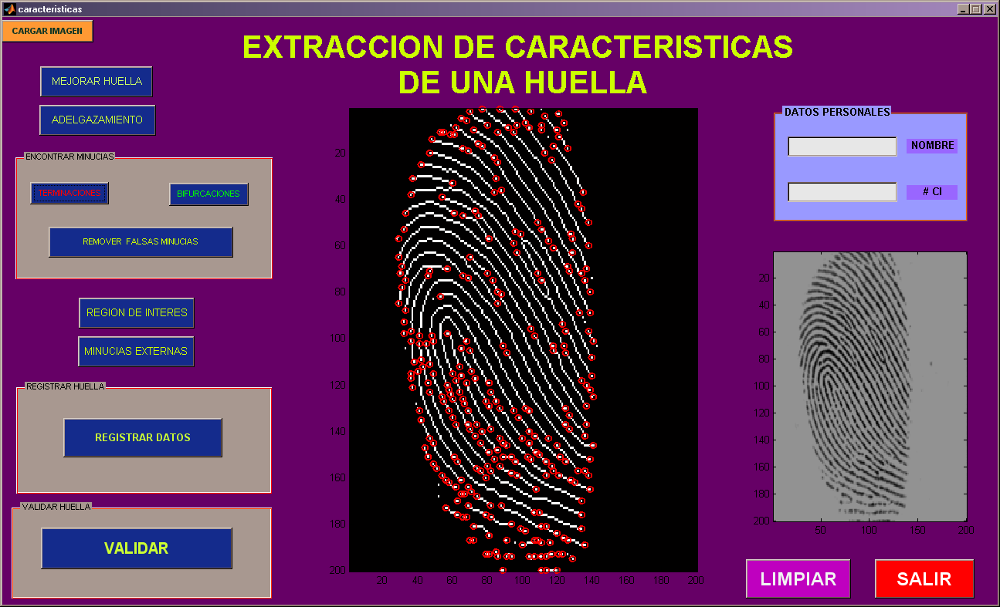 caracteristicas
CARGAR IMAGEN
EXTRACCION DE CARACTERISTICAS
DE UNA HUELLA
MEJORAR HUELLA
ADELGAZAMIENTO
ENCONTRAR MINUCIAS
TERMINACIONES
BIFURCACIONES
REMOVER FALSAS MINUCIAS
REGION DE INTERES
MINUCIAS EXTERNAS
REGISTRAR HUELLA
REGISTRAR DATOS
VALIDAR HUELLA
VALIDAR
20
40
60
80
100
120
140
160
180
200
20 40 60 80 100 120 140 160 180 200
DATOS PERSONALES
NOMBRE
# CI
20
40
60
80
100
120
140
160
180
200
50 100 150 200
LIMPIAR
SALIR